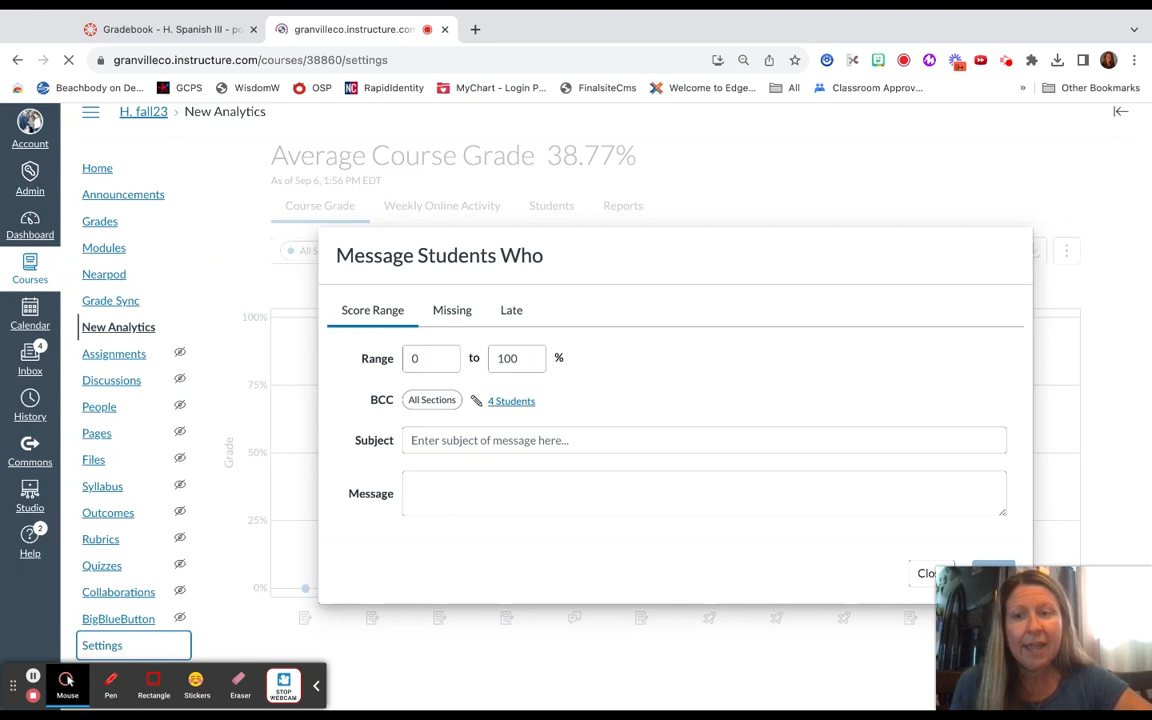 Gradebook - H. Spanish III - po
granvilleco.instructure.com
granvilleco.instructure.com/courses/38860/settings
9+
Beachbody on De...
GCPS
WisdomW
OSP
NC
RapidIdentity
MyChart - Login P...
FinalsiteCms
Welcome to Edge...
All
Classroom Approv...
»
Other Bookmarks
H. fall23 > New Analytics
Account
Admin
Dashboard
Courses
Calendar
4
Inbox
History
Commons
Studio
2
Help
Home
Announcements
Grades
Modules
Nearpod
Grade Sync
New Analytics
Assignments
Discussions
People
Pages
Files
Syllabus
Outcomes
Rubrics
Quizzes
Collaborations
BigBlueButton
Settings
Average Course Grade 38.77%
As of Sep 6, 1:56 PM EDT
Course Grade
Weekly Online Activity
Students
Reports
All S
100%
75%
50%
25%
0%
Grade
Message Students Who
Score Range
Missing
Late
Range 0 to 100 %
BCC All Sections 4 Students
Subject Enter subject of message here...
Message
Clo
Mouse
Pen
Rectangle
Stickers
Eraser
STOP
WEBCAM